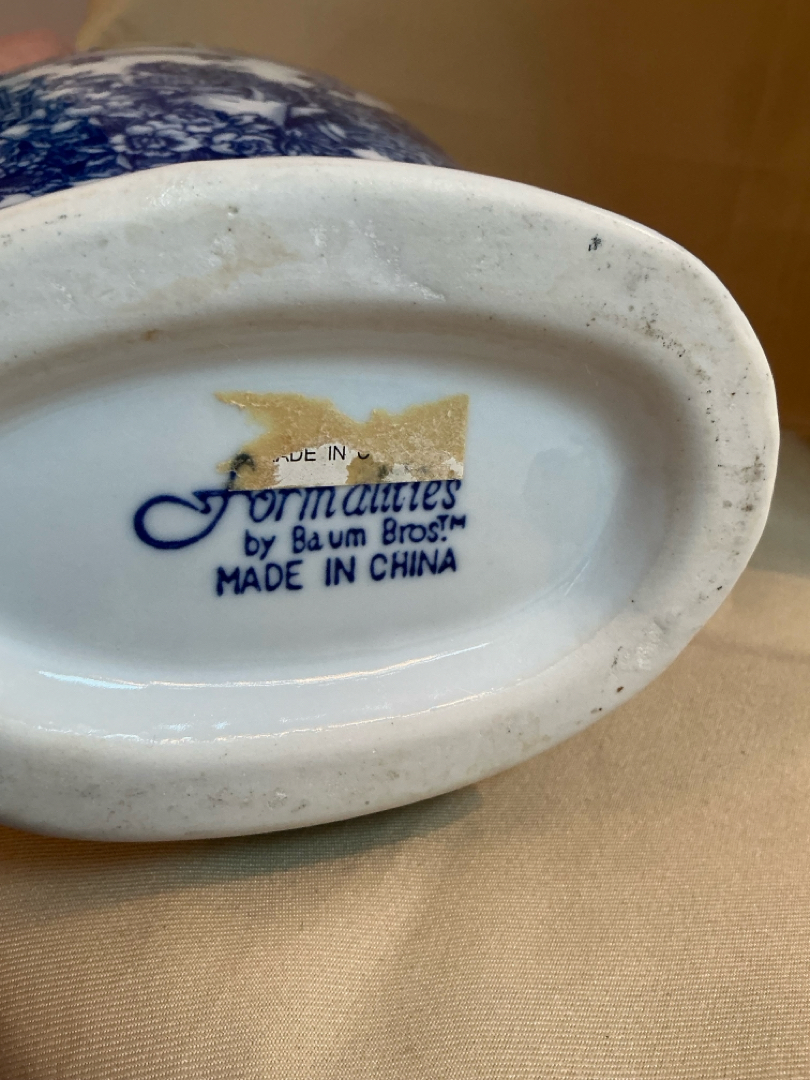 ADE IN C
Formalities
by Baum Bros.™
MADE IN CHINA